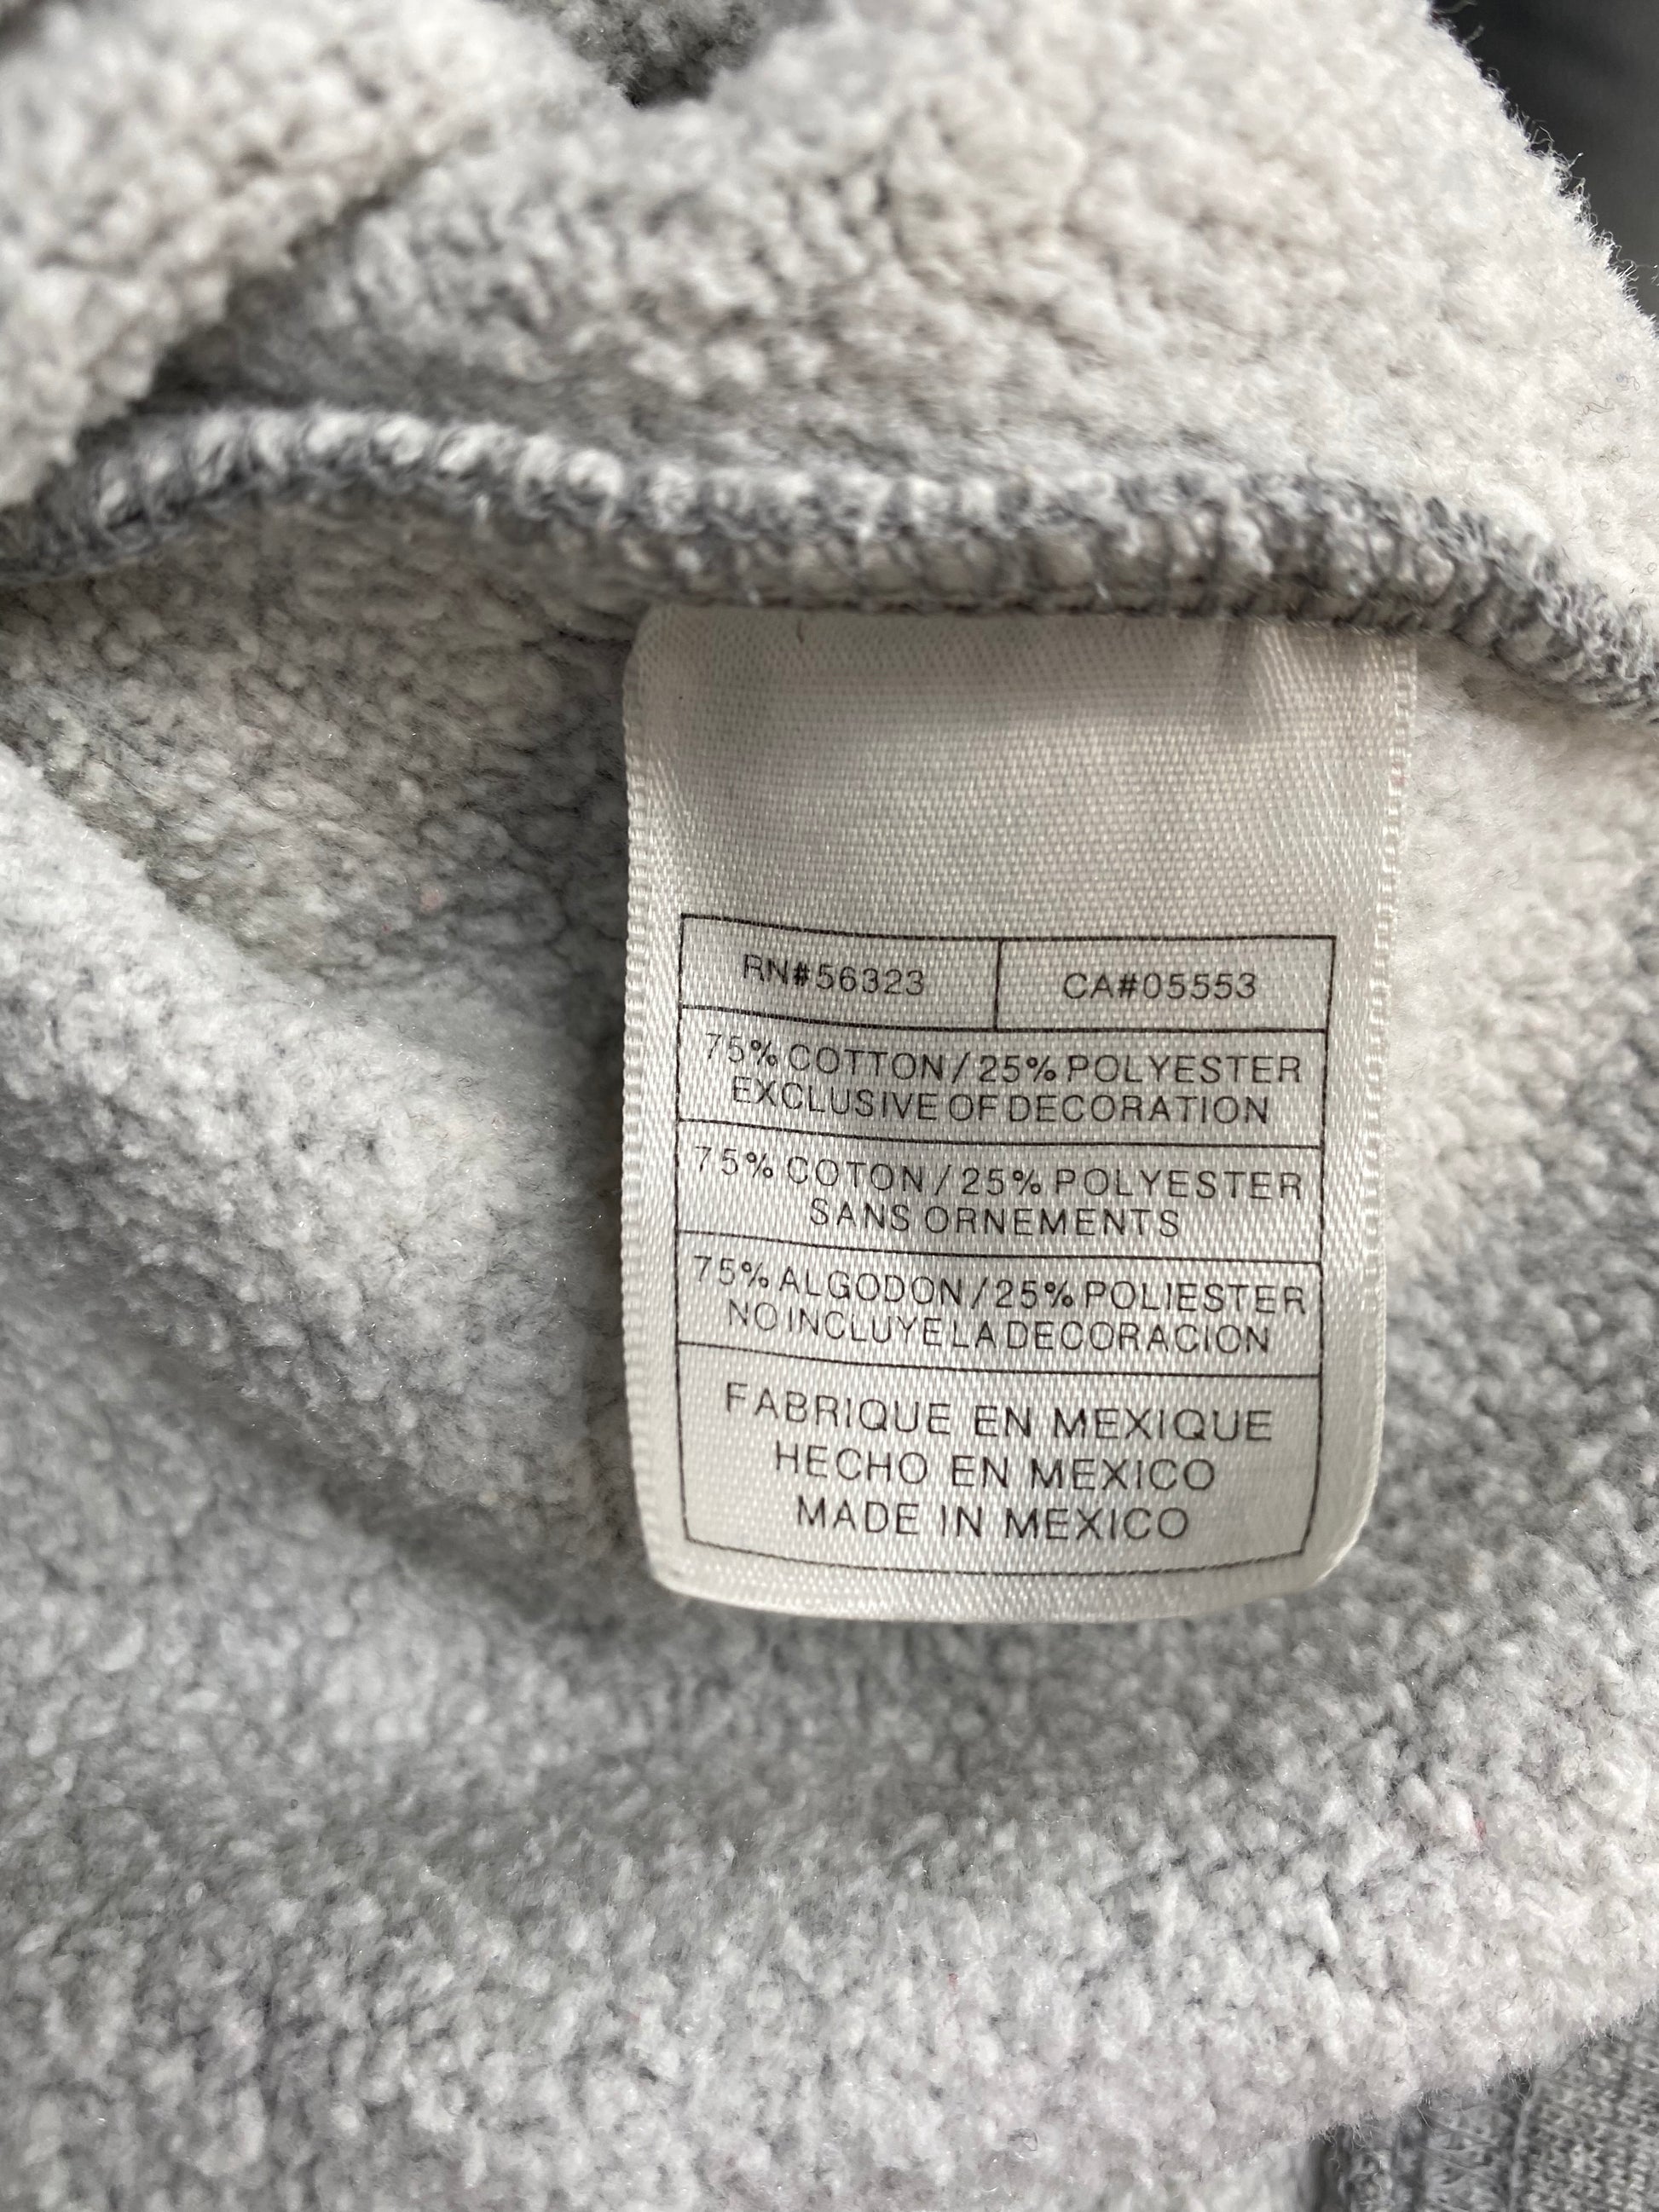 RN#56323 CA#05553
75% COTTON/25% POLYESTER
EXCLUSIVE OF DECORATION
75% COTON/25% POLYESTER
SANS ORNEMENTS
75% ALGODON/25% POLIESTER
NO INCLUYE LA DECORACION
FABRIQUE EN MEXIQUE
HECHO EN MEXICO
MADE IN MEXICO